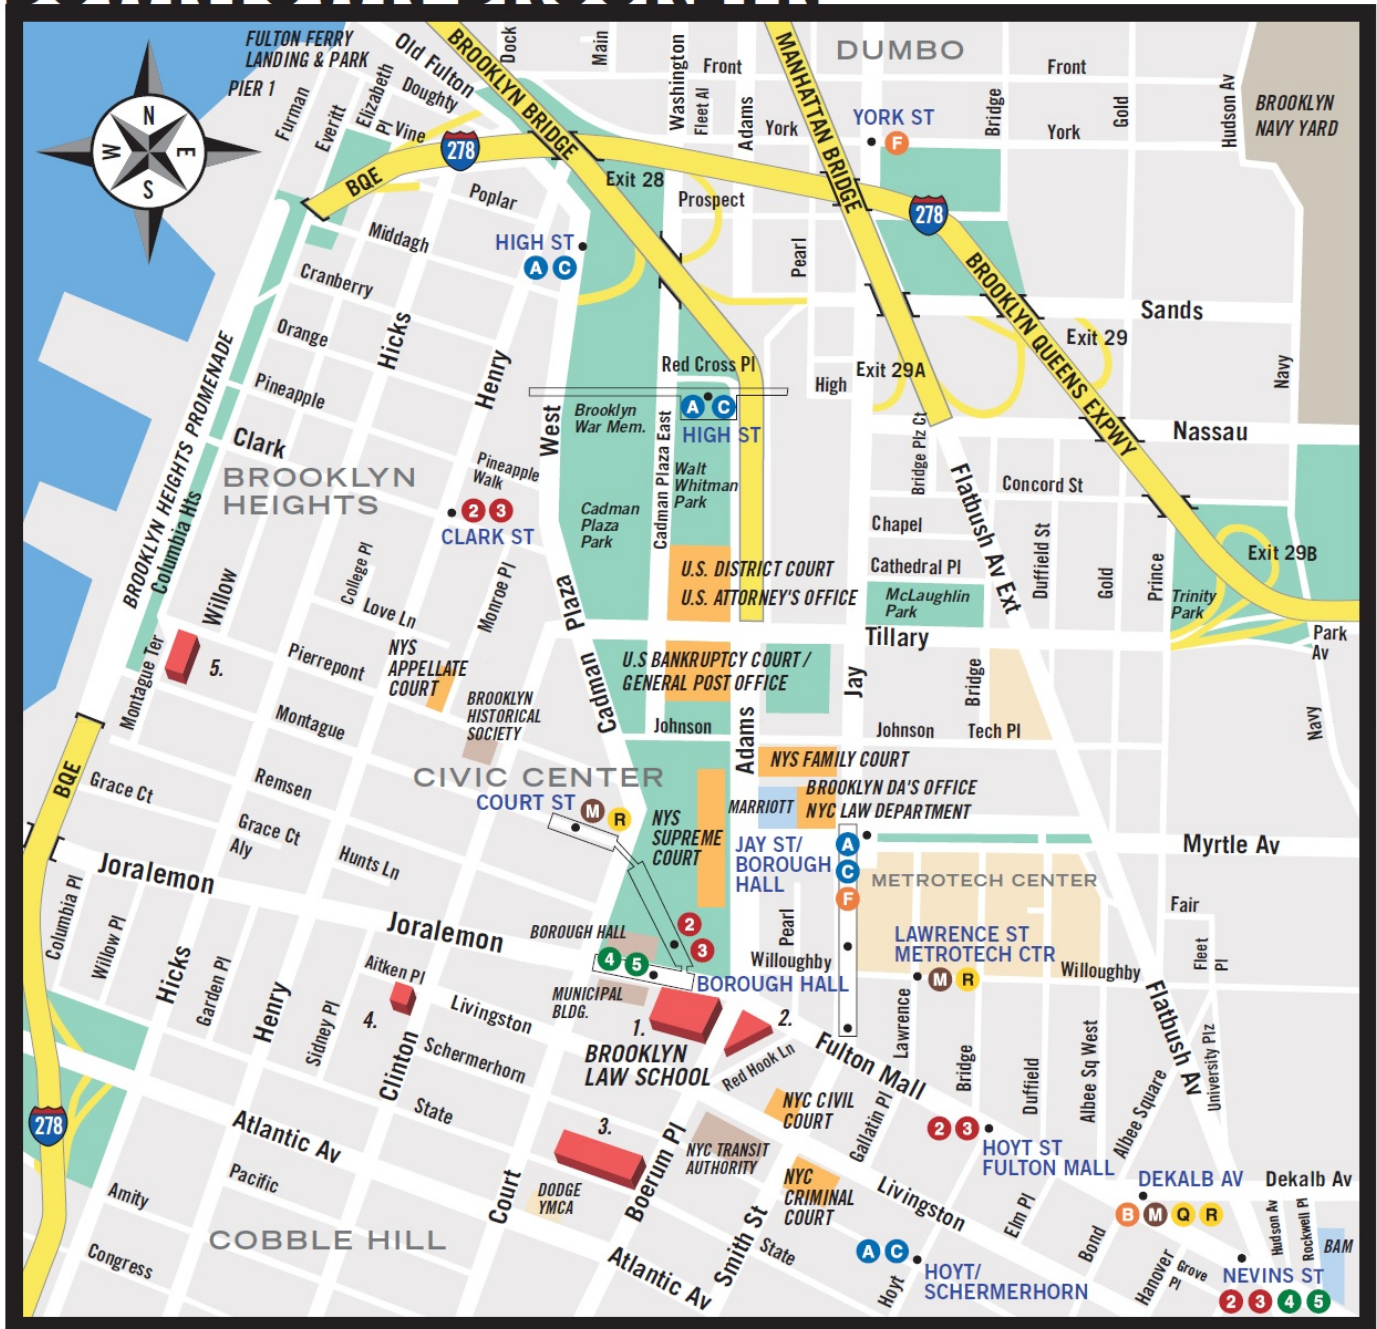 FULTON FERRY
LANDING & PARK
PIER 1
Old Fulton
BROOKLYN BRIDGE
Dock
Main
Washington
Front
Fleet Al
Adams
MANHATTAN BRIDGE
DUMBO
Front
Bridge
Gold
Hudson Av
BROOKLYN
NAVY YARD
Furman
Everitt
Elizabeth
Pl
Doughty
Vine
York
YORK ST
F
York
N
W
E
S
278
BQE
Exit 28
Poplar
Prospect
278
Middagh
HIGH ST
A C
Pearl
Cranberry
BROOKLYN QUEENS EXPWY
Sands
Orange
Hicks
Exit 29
BROOKLYN HEIGHTS PROMENADE
Henry
Red Cross Pl
High
Exit 29A
Navy
Pineapple
Brooklyn
War Mem.
A C
HIGH ST
West
Cadman Plaza East
Clark
Bridge Plz Ct
Nassau
BROOKLYN
HEIGHTS
Pineapple
Walk
Walt
Whitman
Park
Flatbush Av Ext
Concord St
Columbia Hts
2 3
CLARK ST
Cadman
Plaza
Park
Chapel
Duffield St
Gold
Prince
Exit 29B
College Pl
Willow
Monroe Pl
Love Ln
U.S. DISTRICT COURT
U.S. ATTORNEY'S OFFICE
Cathedral Pl
McLaughlin
Park
Trinity
Park
Cadman Plaza
Tillary
Park
Av
Montague Ter
5.
Pierrepont
NYS
APPELLATE
COURT
U.S BANKRUPTCY COURT /
GENERAL POST OFFICE
Jay
Bridge
BROOKLYN
HISTORICAL
SOCIETY
Montague
Johnson
Adams
Johnson
Tech Pl
Navy
NYS FAMILY COURT
BQE
Grace Ct
Remsen
CIVIC CENTER
COURT ST
M R
BROOKLYN DA'S OFFICE
MARRIOTT
NYC LAW DEPARTMENT
NYS
SUPREME
COURT
Grace Ct
Aly
Hunts Ln
JAY ST/
BOROUGH
HALL
A
C
F
Myrtle Av
METROTECH CENTER
Joralemon
Columbia Pl
Willow Pl
Fair
Joralemon
BOROUGH HALL
2
3
4 5
Pearl
Willoughby
BOROUGH HALL
LAWRENCE ST
METROTECH CTR
M R
Willoughby
Fleet
Pl
Hicks
Garden Pl
Henry
Sidney Pl
Aitken Pl
4.
Livingston
MUNICIPAL
BLDG.
1.
2.
BROOKLYN
LAW SCHOOL
Red Hook Ln
Fulton Mall
Lawrence
Bridge
Duffield
Albee Sq West
Albee Square
Flatbush Av
University Plz
Clinton
Schermerhorn
278
State
Atlantic Av
3.
NYC CIVIL
COURT
Gallatin Pl
2 3
HOYT ST
FULTON MALL
NYC TRANSIT
AUTHORITY
Boerum Pl
NYC
CRIMINAL
COURT
Livingston
DEKALB AV
Dekalb Av
B M Q R
Pacific
Amity
Court
DODGE
YMCA
Elm Pl
Bond
Hudson Av
Rockwell Pl
BAM
COBBLE HILL
Congress
Atlantic Av
Smith St
State
A C
HOYT/
SCHERMERHORN
Hoyt
Hanover
Grove
Pl
NEVINS ST
2 3 4 5